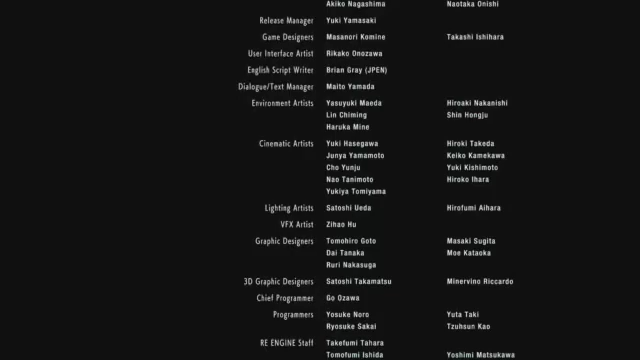 Akiko Nagashima Naotaka Onishi
Release Manager Yuki Yamasaki
Game Designers Masanori Komine Takashi Ishihara
User Interface Artist Rikako Onozawa
English Script Writer Brian Gray (JPEN)
Dialogue/Text Manager Maito Yamada
Environment Artists Yasuyuki Maeda Hiroaki Nakanishi
Lin Chiming Shin Hongju
Haruka Mine
Cinematic Artists Yuki Hasegawa Hiroki Takeda
Junya Yamamoto Keiko Kamekawa
Cho Yunju Yuki Kishimoto
Nao Tanimoto Hiroko Ihara
Yukiya Tomiyama
Lighting Artists Satoshi Ueda Hirofumi Aihara
VFX Artist Zihao Hu
Graphic Designers Tomohiro Goto Masaki Sugita
Dai Tanaka Moe Kataoka
Ruri Nakasuga
3D Graphic Designers Satoshi Takamatsu Minervino Riccardo
Chief Programmer Go Ozawa
Programmers Yosuke Noro Yuta Taki
Ryosuke Sakai Tzuhsun Kao
RE ENGINE Staff Takefumi Tahara
Tomofumi Ishida Yoshimi Matsukawa